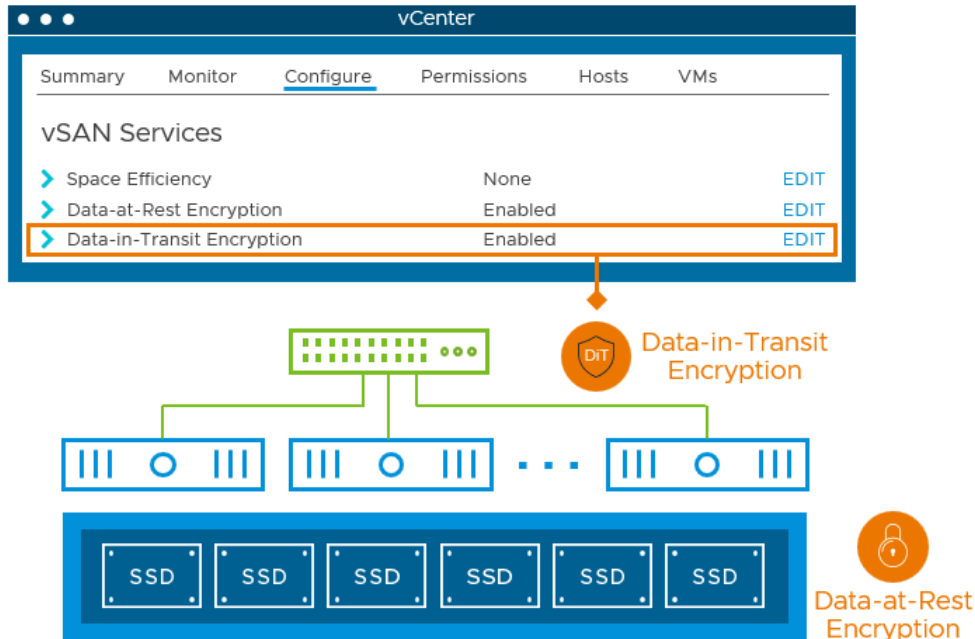 vCenter
Summary Monitor Configure Permissions Hosts VMs
vSAN Services
Space Efficiency None EDIT
Data-at-Rest Encryption Enabled EDIT
Data-in-Transit Encryption Enabled EDIT
DiT
Data-in-Transit
Encryption
SSD SSD SSD SSD SSD SSD
Data-at-Rest
Encryption